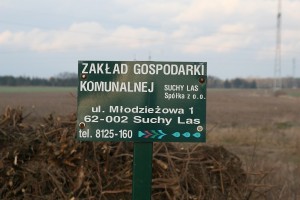 ZAKŁAD GOSPODARKI
KOMUNALNEJ SUCHY LAS
Spółka z o.o.
ul. Młodzieżowa 1
62-002 Suchy Las
tel. 8125-160